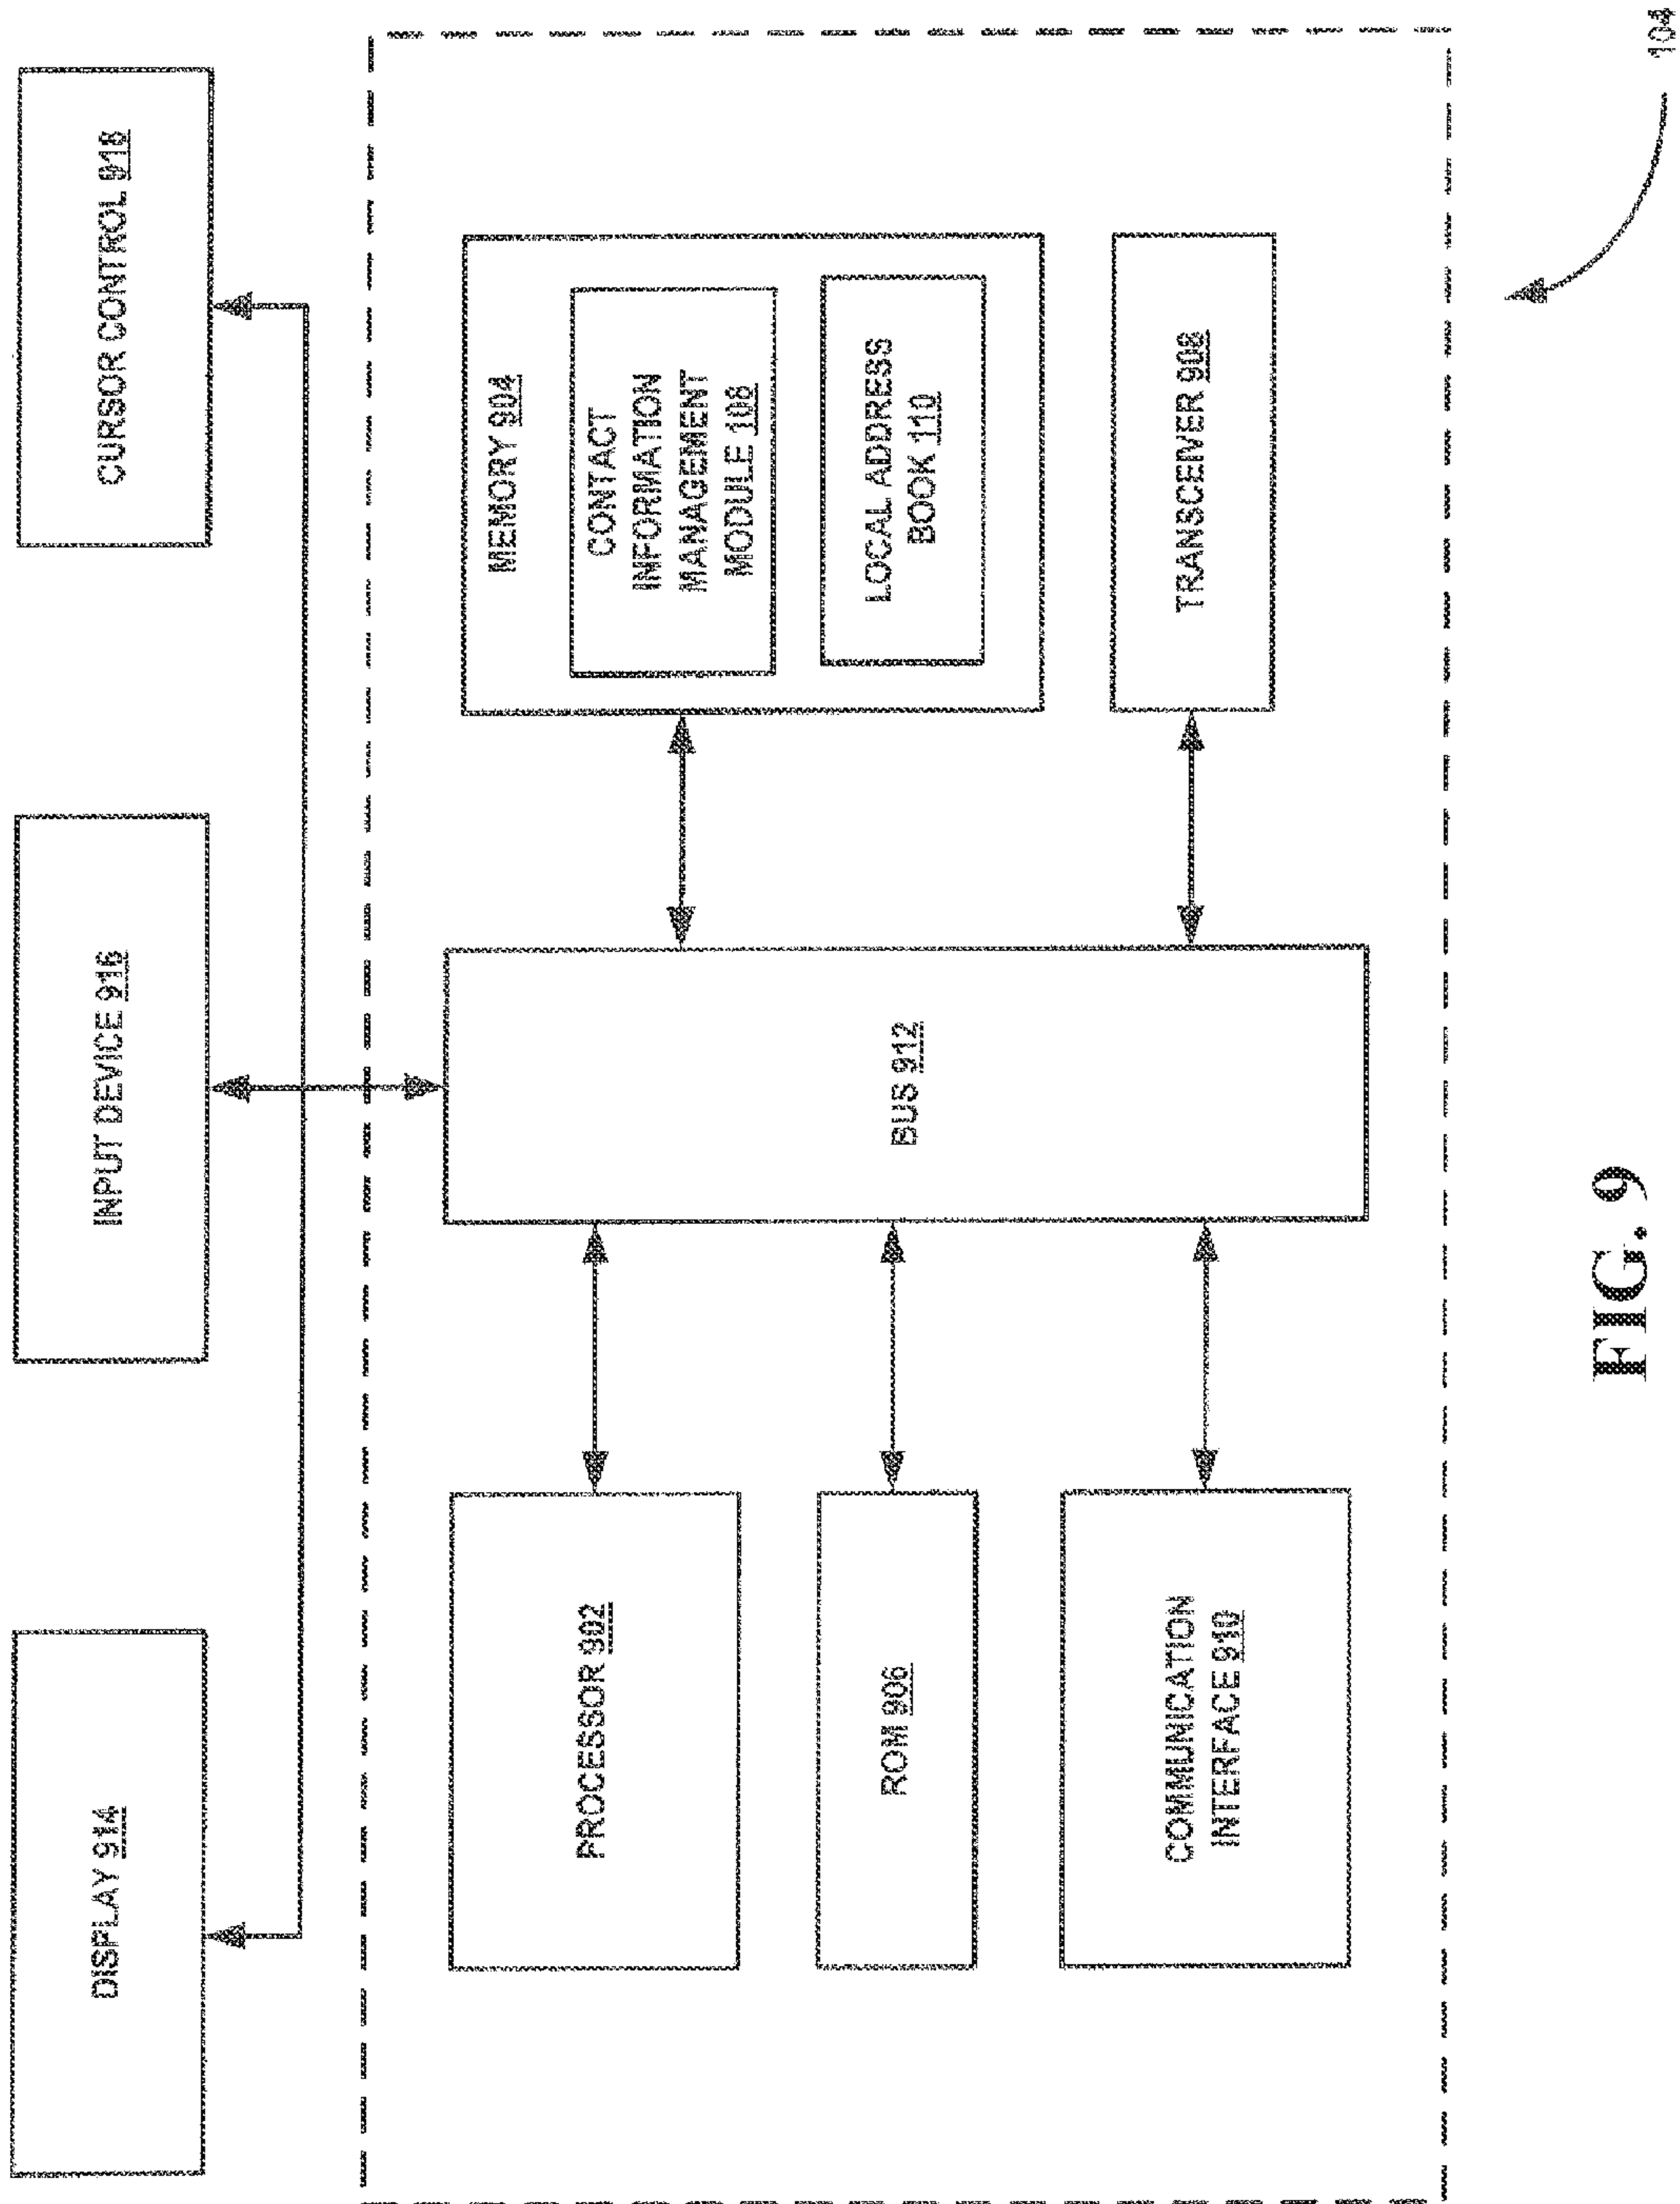 DISPLAY 914
INPUT DEVICE 916
CURSOR CONTROL 918
PROCESSOR 902
ROM 906
COMMUNICATION
INTERFACE 910
BUS 912
MEMORY 904
CONTACT
INFORMATION
MANAGEMENT
MODULE 108
LOCAL ADDRESS
BOOK 110
TRANSCEIVER 908
104
FIG. 9